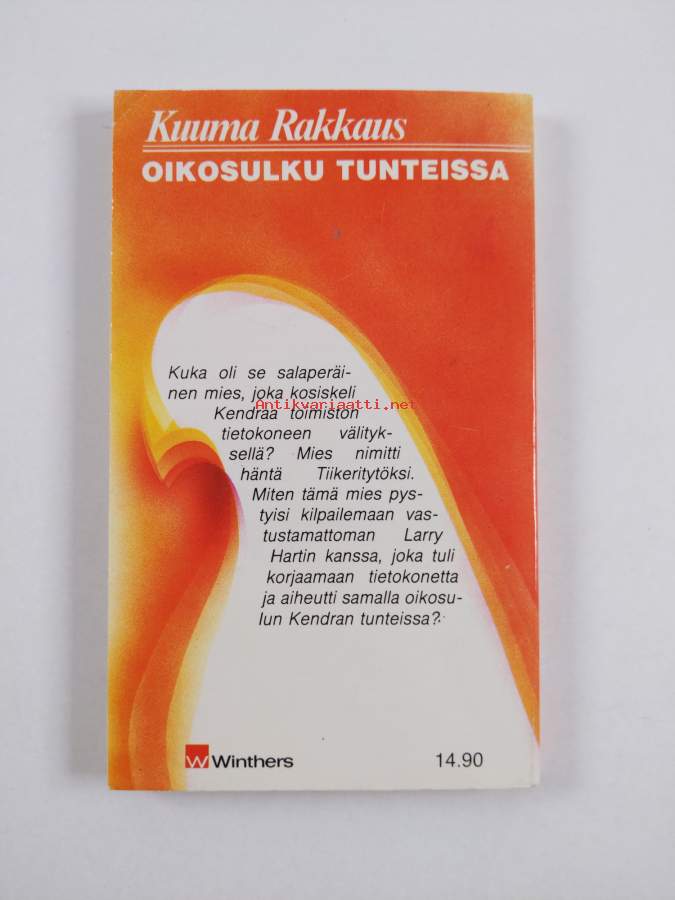 Kuuma Rakkaus
OIKOSULKU TUNTEISSA
Kuka oli se salaperäi-
nen mies, joka kosiskeli
Antikvariaatti.net
Kendraa toimiston
tietokoneen välityk-
sellä? Mies nimitti
häntä Tiikeritytöksi.
Miten tämä mies pys-
tyisi kilpailemaan vas-
tustamattoman Larry
Hartin kanssa, joka tuli
korjaamaan tietokonetta
ja aiheutti samalla oikosu-
lun Kendran tunteissa?
W Winthers
14.90